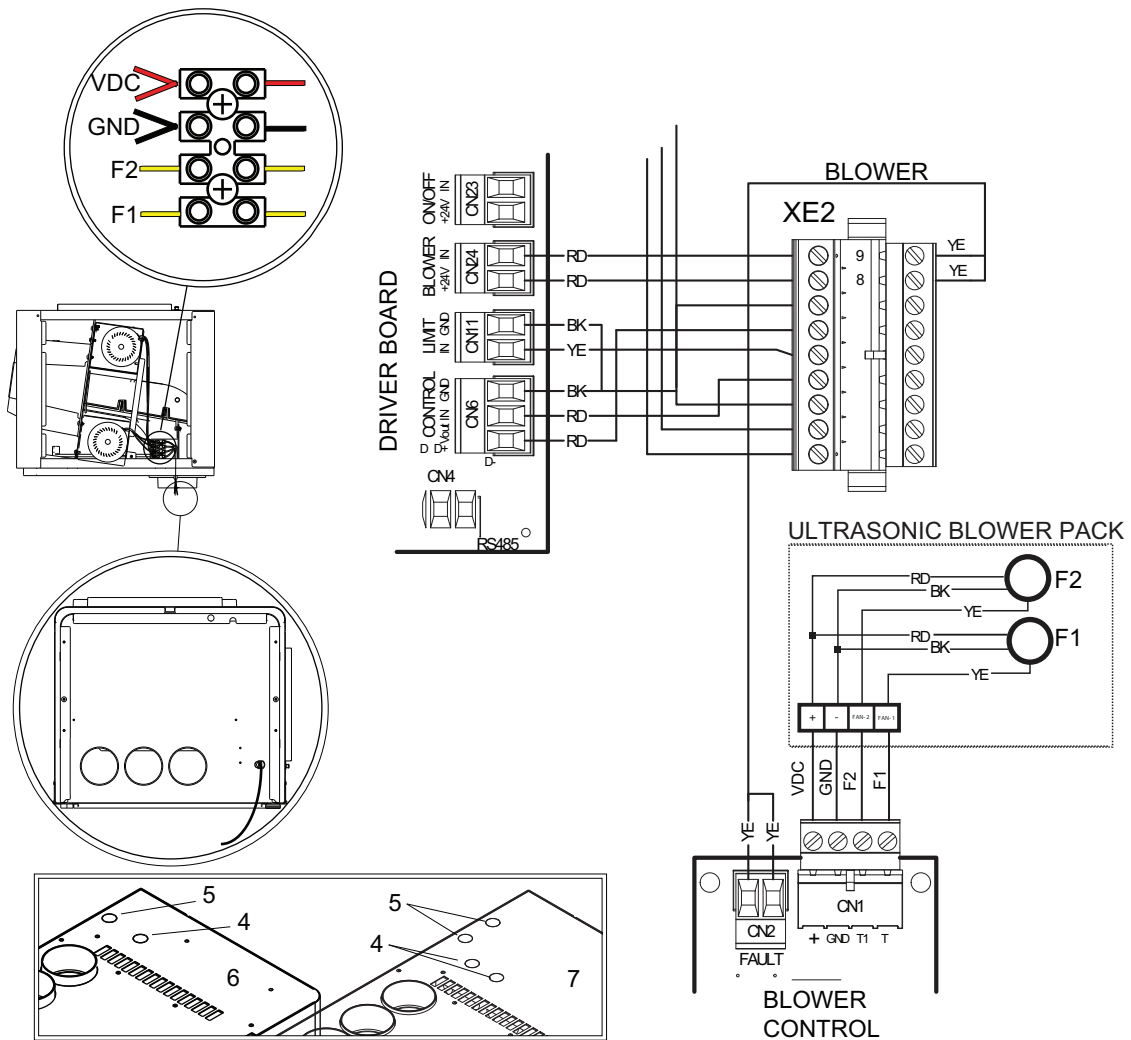 VDC
GND
F2
F1
DRIVER BOARD
ON/OFF
+24V IN
CN23
BLOWER
+24V IN
CN24
LIMIT
IN GND
CN11
CONTROL
D D+ Vout IN GND
CN6
D-
CN4
RS485
RD
RD
BK
YE
BK
RD
RD
BLOWER
XE2
9
8
YE
YE
ULTRASONIC BLOWER PACK
RD
BK
YE
F2
RD
BK
YE
F1
+ - FAN-2 FAN-1
VDC
GND
F2
F1
YE
YE
CN2
FAULT
CN1
+ GND T1 T
BLOWER
CONTROL
5
4
6
5
4
7